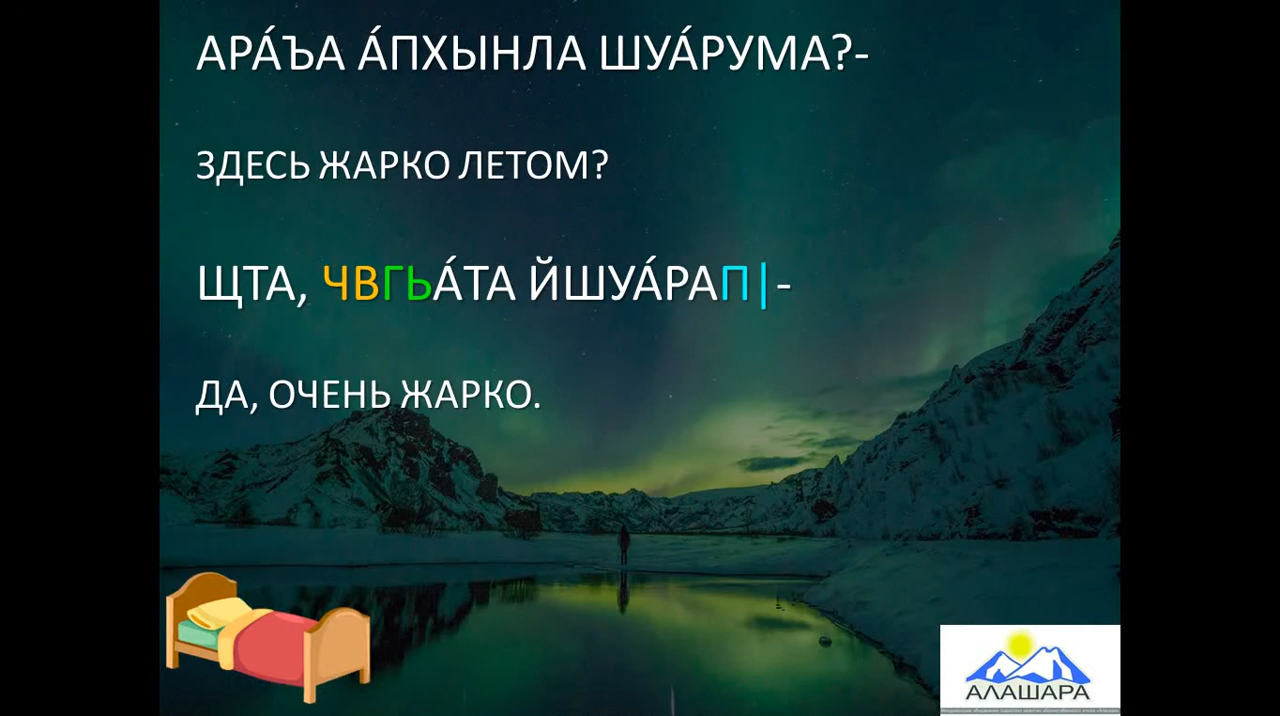 АРА́ЪА А́ПХЫНЛА ШУА́РУМА?-
ЗДЕСЬ ЖАРКО ЛЕТОМ?
ЩТА, ЧВГЬА́ТА ЙШУА́РАП|-
ДА, ОЧЕНЬ ЖАРКО.
АЛАШАРА